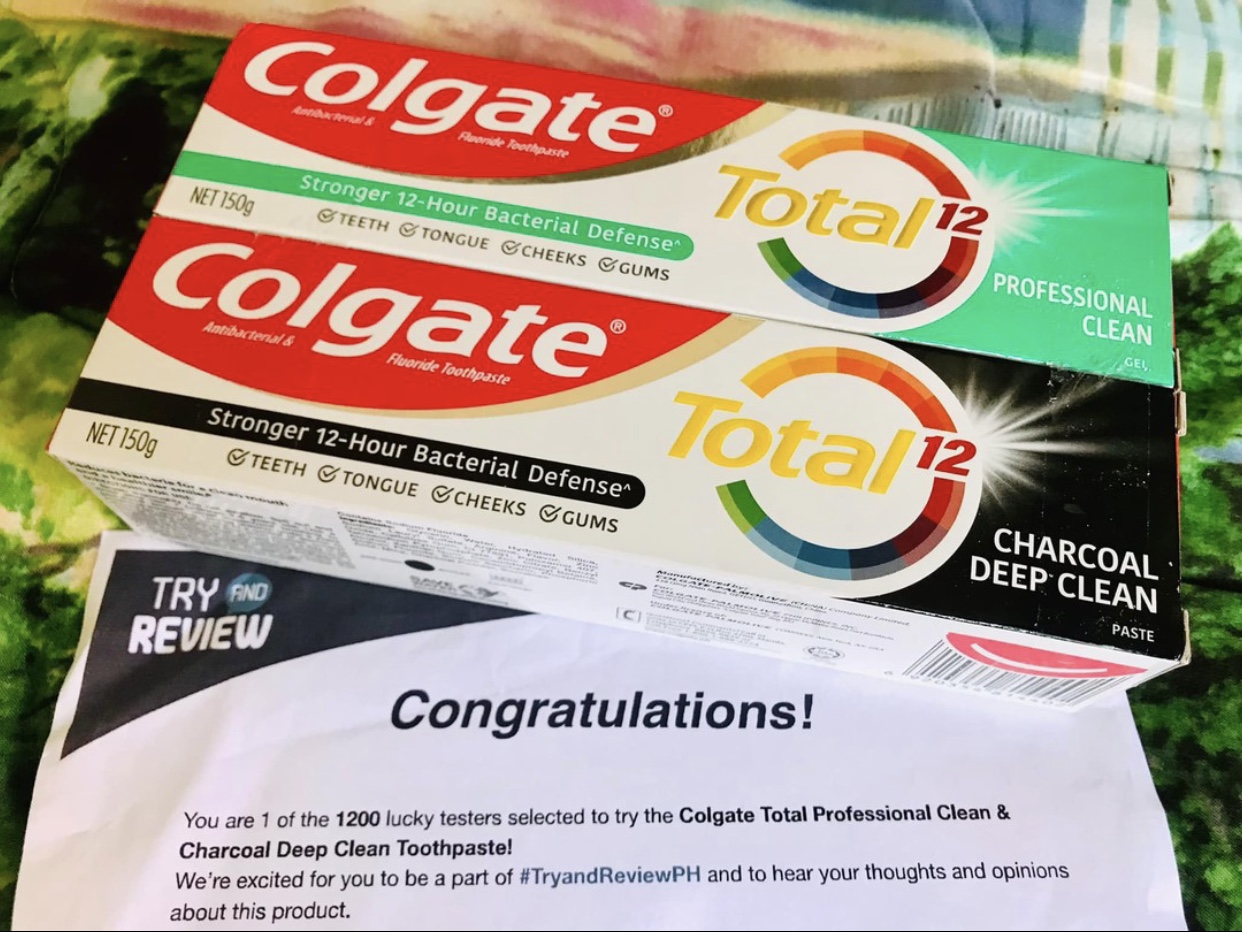 Colgate®
Antibacterial &
Fluoride Toothpaste
Stronger 12-Hour Bacterial Defense^
NET 150g
TEETH TONGUE CHEEKS GUMS
Total 12
PROFESSIONAL
CLEAN
GEL
Colgate®
Antibacterial &
Fluoride Toothpaste
Stronger 12-Hour Bacterial Defense^
NET 150g
TEETH TONGUE CHEEKS GUMS
Total 12
CHARCOAL
DEEP CLEAN
PASTE
Manufactured by:
COLGATE-PALMOLIVE
TRY AND
REVIEW
Congratulations!
You are 1 of the 1200 lucky testers selected to try the Colgate Total Professional Clean &
Charcoal Deep Clean Toothpaste!
We're excited for you to be a part of #TryandReviewPH and to hear your thoughts and opinions
about this product.